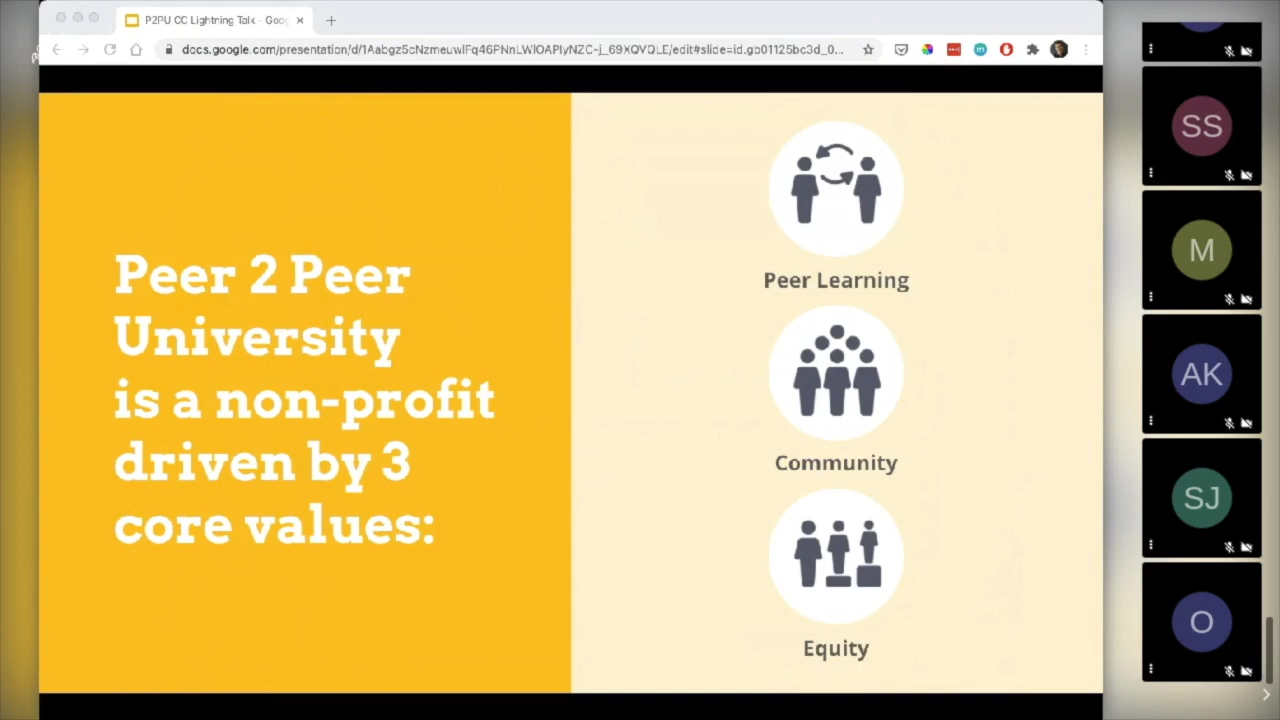 P2PU CC Lightning Talk - Goog
Peer 2 Peer
University
is a non-profit
driven by 3
core values:
Peer Learning
Community
Equity
SS
M
AK
SJ
O